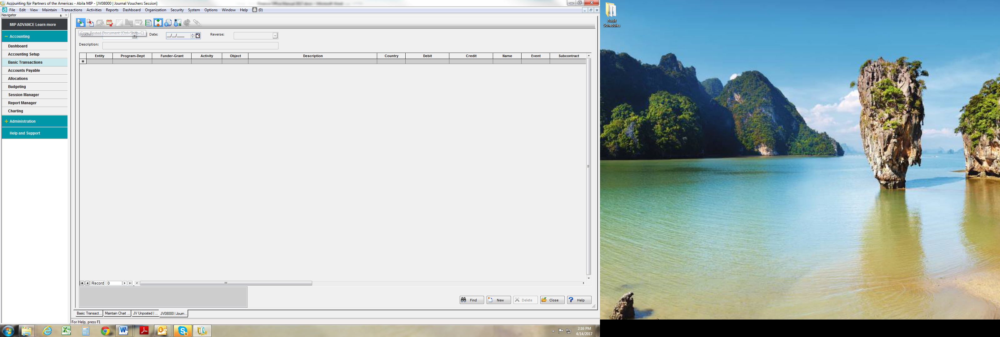 Accounting for Partners of the Americas - Abila MIP - [JV08000 | Journal Vouchers Session]
File Edit View Maintain Transactions Activities Reports Dashboard Organization Security System Options Window Help (0)
Navigator
MIP ADVANCE Learn more
Accounting
Dashboard
Accounting Setup
Basic Transactions
Accounts Payable
Allocations
Budgeting
Session Manager
Report Manager
Charting
Administration
Help and Support
Copy Posted Document (Ctrl+Shift+C)
Voucher: Date: __/__/____ Reverse:
Description:
Entity Program-Dept Funder-Grant Activity Object Description Country Debit Credit Name Event Subcontract
Record 0
Find New Delete Close Help
Basic Transact... Maintain Chart ... JV Unposted | ... JV08000 | Journ...
For Help, press F1
2:16 PM
4/14/2017
Audit
Schedules